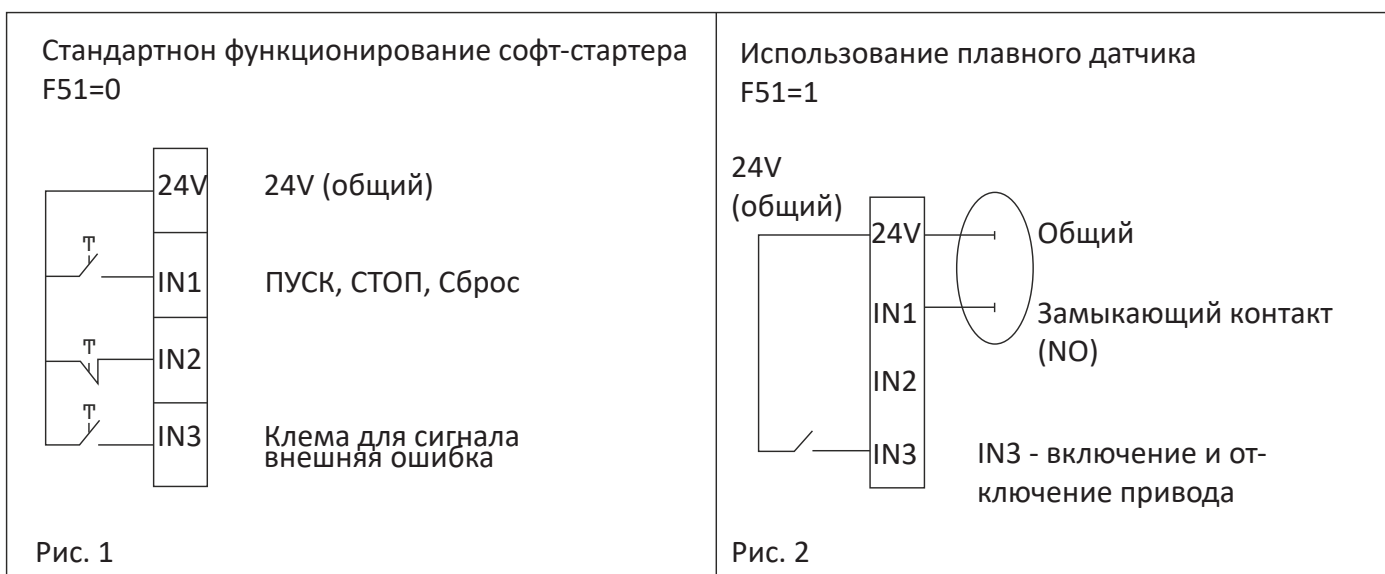 Стандартнон функционирование софт-стартера
F51=0
24V
24V (общий)
IN1
ПУСК, СТОП, Сброс
IN2
IN3
Клема для сигнала
внешняя ошибка
Рис. 1
Использование плавного датчика
F51=1
24V
(общий)
24V
Общий
IN1
Замыкающий контакт
(NO)
IN2
IN3
IN3 - включение и от-
ключение привода
Рис. 2